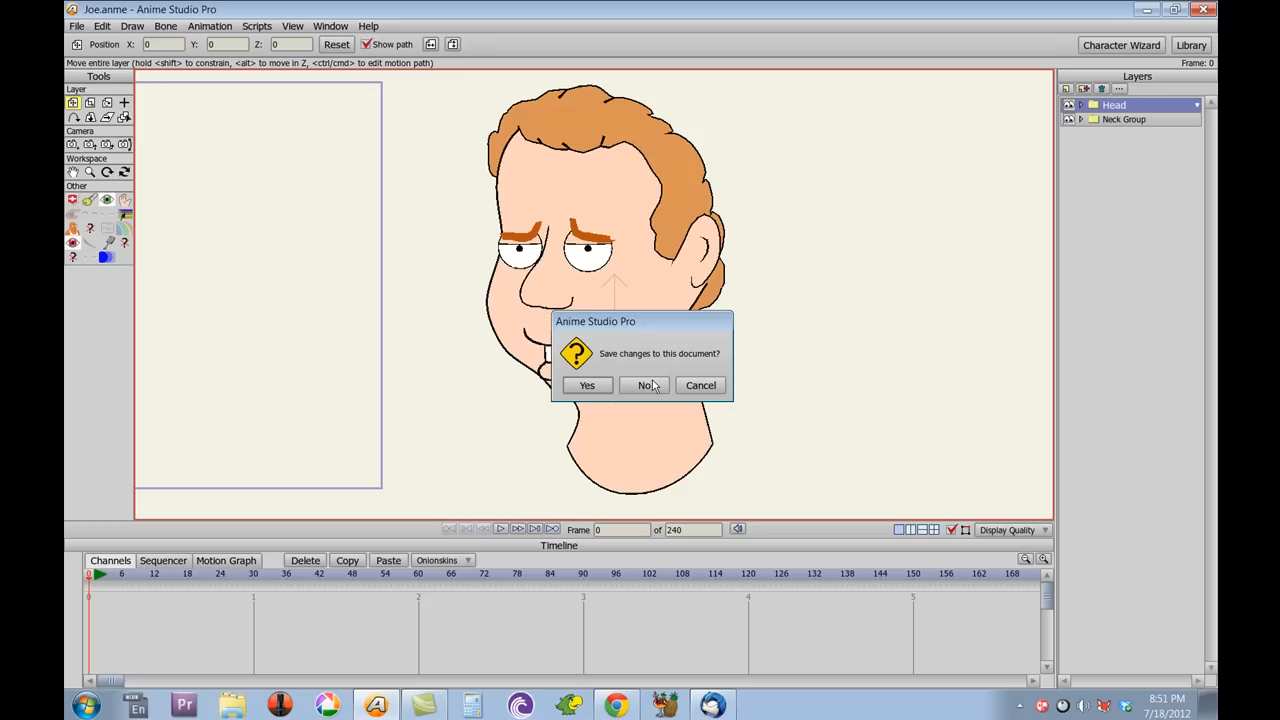 Joe.anme - Anime Studio Pro
File Edit Draw Bone Animation Scripts View Window Help
Position X: 0 Y: 0 Z: 0 Reset Show path Character Wizard Library
Move entire layer (hold <shift> to constrain, <alt> to move in Z, <ctrl/cmd> to edit motion path) Frame: 0
Tools
Layer
Camera
Workspace
Other
Layers
Head
Neck Group
Anime Studio Pro
Save changes to this document?
Yes No Cancel
Frame 0 of 240 Display Quality
Timeline
Channels Sequencer Motion Graph Delete Copy Paste Onionskins
0 6 12 18 24 30 36 42 48 54 60 66 72 78 84 90 96 102 108 114 120 126 132 138 144 150 156 162 168
0 1 2 3 4 5
En Pr
8:51 PM
7/18/2012